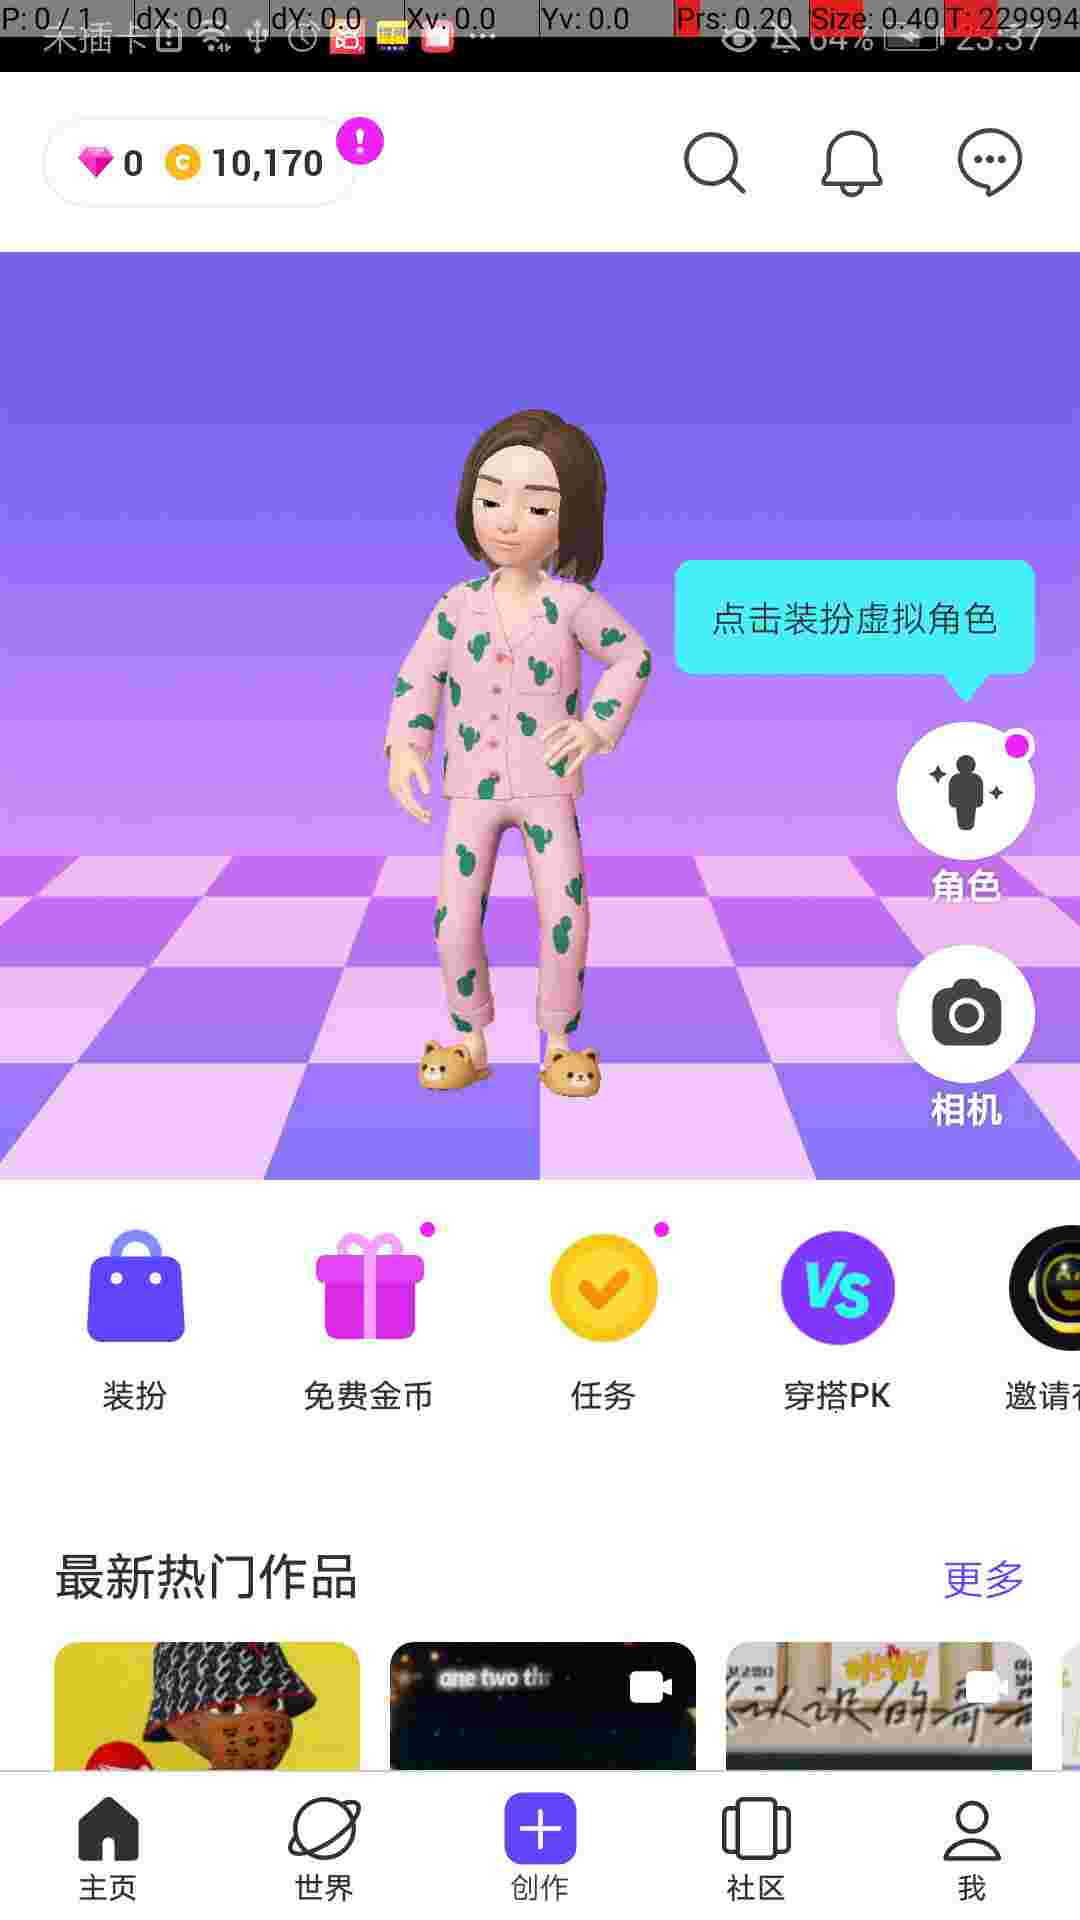 P: 0 / 1 dX: 0.0 dY: 0.0 Xv: 0.0 Yv: 0.0 Prs: 0.20 Size: 0.40 T: 229994
未插卡 64% 23:37
0 10,170
点击装扮虚拟角色
角色
相机
VS
装扮 免费金币 任务 穿搭PK 邀请
最新热门作品 更多
one two thr
认识的哥
主页 世界 创作 社区 我